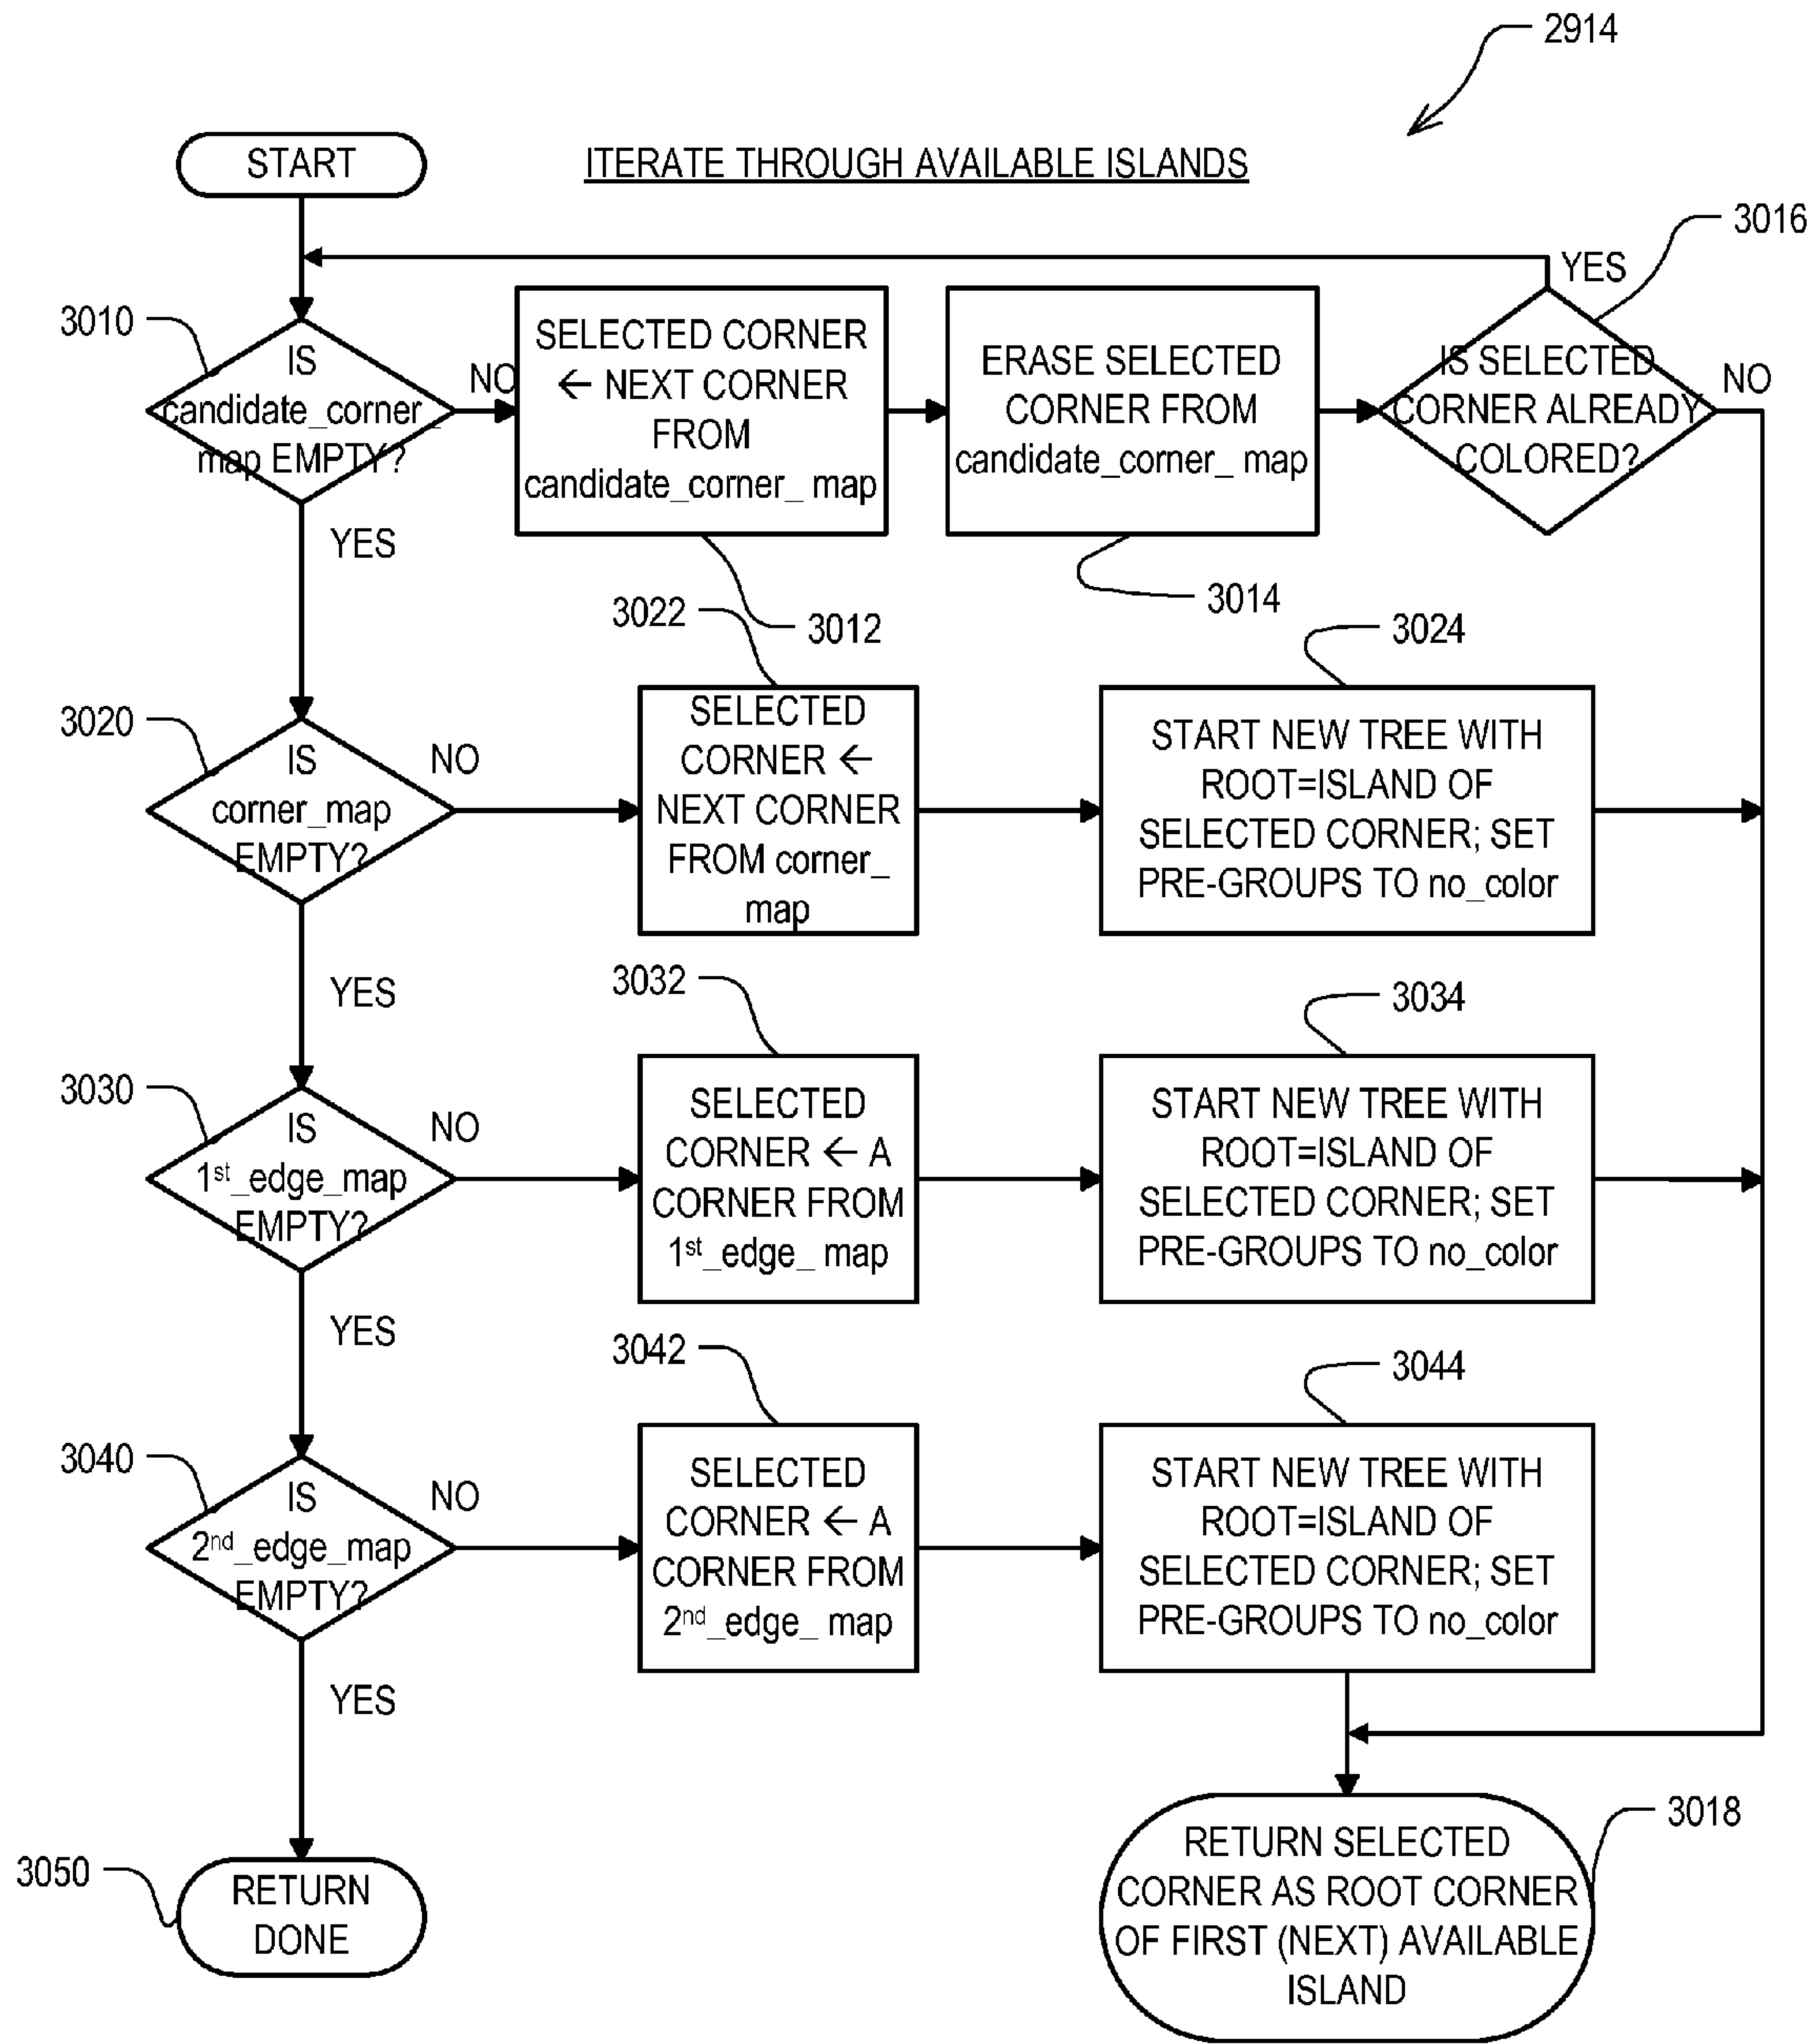 2914
START
ITERATE THROUGH AVAILABLE ISLANDS
3016
YES
3010
IS
candidate_corner_
map EMPTY?
NO
SELECTED CORNER
← NEXT CORNER
FROM
candidate_corner_ map
ERASE SELECTED
CORNER FROM
candidate_corner_ map
IS SELECTED
CORNER ALREADY
COLORED?
NO
YES
3012
3014
3022
3024
3020
IS
corner_map
EMPTY?
NO
SELECTED
CORNER ←
NEXT CORNER
FROM corner_
map
START NEW TREE WITH
ROOT=ISLAND OF
SELECTED CORNER; SET
PRE-GROUPS TO no_color
YES
3032
3034
3030
IS
1st_edge_map
EMPTY?
NO
SELECTED
CORNER ← A
CORNER FROM
1st_edge_ map
START NEW TREE WITH
ROOT=ISLAND OF
SELECTED CORNER; SET
PRE-GROUPS TO no_color
YES
3042
3044
3040
IS
2nd_edge_map
EMPTY?
NO
SELECTED
CORNER ← A
CORNER FROM
2nd_edge_ map
START NEW TREE WITH
ROOT=ISLAND OF
SELECTED CORNER; SET
PRE-GROUPS TO no_color
YES
3050
RETURN
DONE
3018
RETURN SELECTED
CORNER AS ROOT CORNER
OF FIRST (NEXT) AVAILABLE
ISLAND